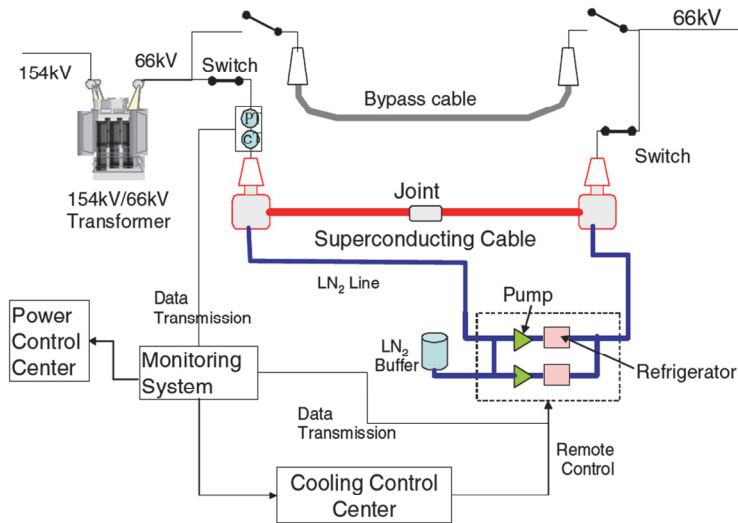 66kV
154kV
66kV
Switch
Bypass cable
P
C
Switch
154kV/66kV
Transformer
Joint
Superconducting Cable
LN2 Line
Pump
Data
Transmission
Power
Control
Center
LN2
Buffer
Monitoring
System
Refrigerator
Data
Transmission
Remote
Control
Cooling Control
Center